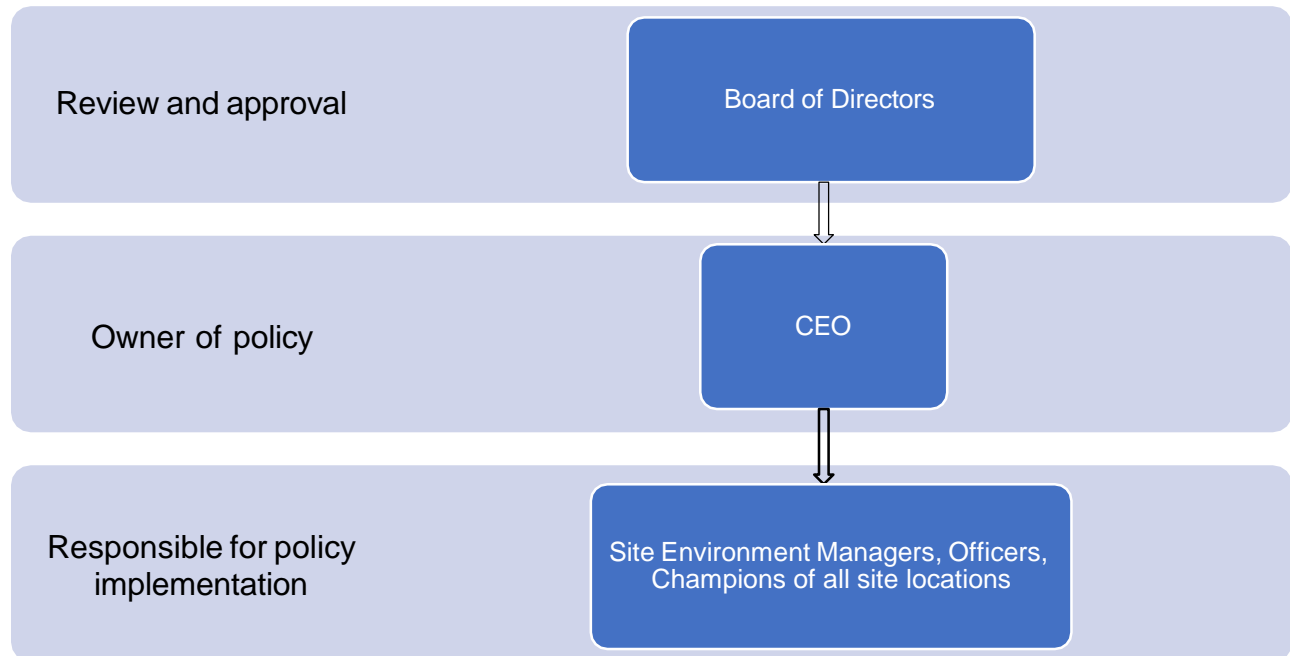 Review and approval
Board of Directors
Owner of policy
CEO
Responsible for policy
implementation
Site Environment Managers, Officers,
Champions of all site locations